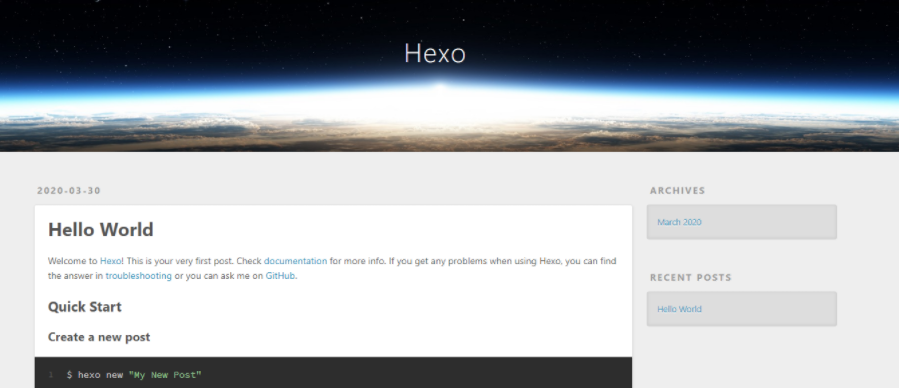 Hexo
2020-03-30
Hello World
Welcome to Hexo! This is your very first post. Check documentation for more info. If you get any problems when using Hexo, you can find
the answer in troubleshooting or you can ask me on GitHub.
Quick Start
Create a new post
1 $ hexo new "My New Post"
ARCHIVES
March 2020
RECENT POSTS
Hello World